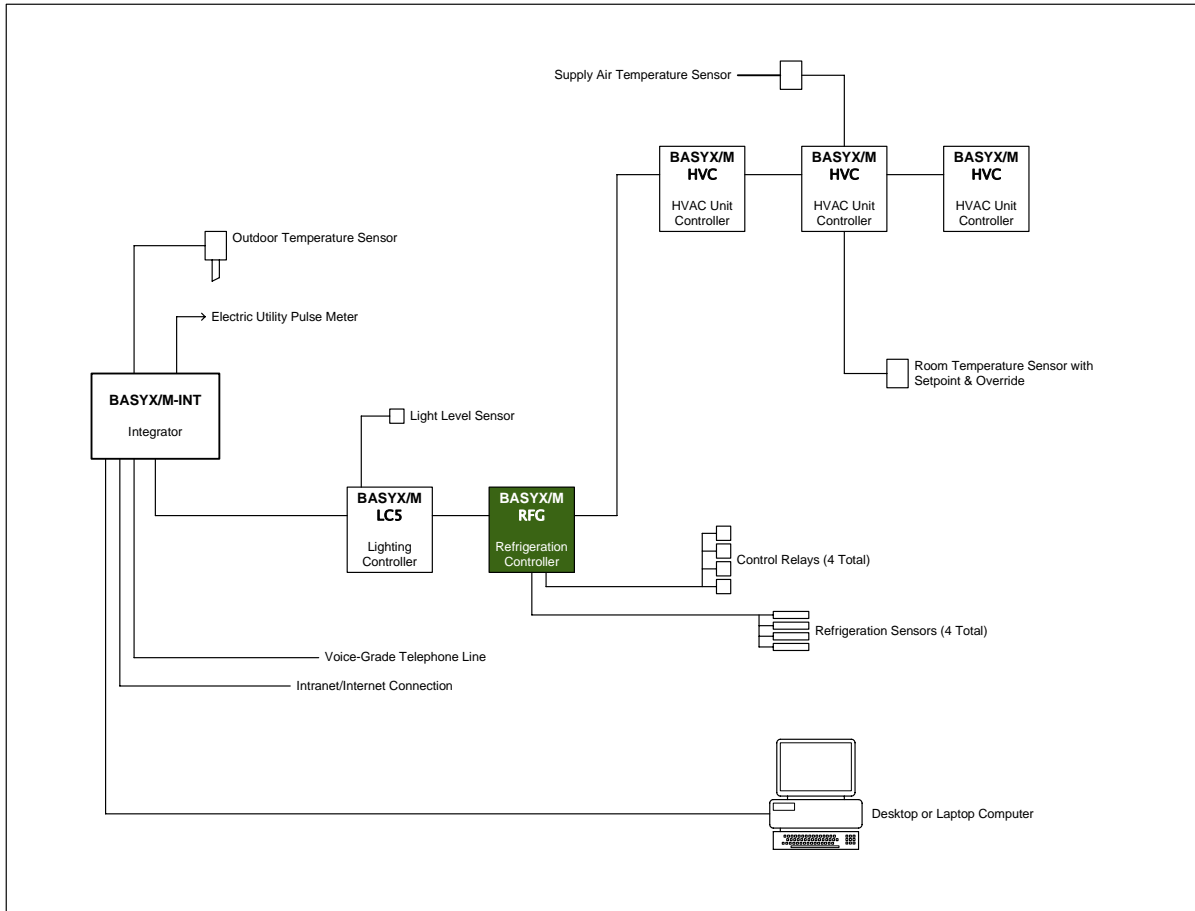 Supply Air Temperature Sensor
BASYX/M
HVC
HVAC Unit
Controller
BASYX/M
HVC
HVAC Unit
Controller
BASYX/M
HVC
HVAC Unit
Controller
Outdoor Temperature Sensor
Electric Utility Pulse Meter
Room Temperature Sensor with
Setpoint & Override
BASYX/M-INT
Integrator
Light Level Sensor
BASYX/M
LC5
Lighting
Controller
BASYX/M
RFG
Refrigeration
Controller
Control Relays (4 Total)
Refrigeration Sensors (4 Total)
Voice-Grade Telephone Line
Intranet/Internet Connection
Desktop or Laptop Computer